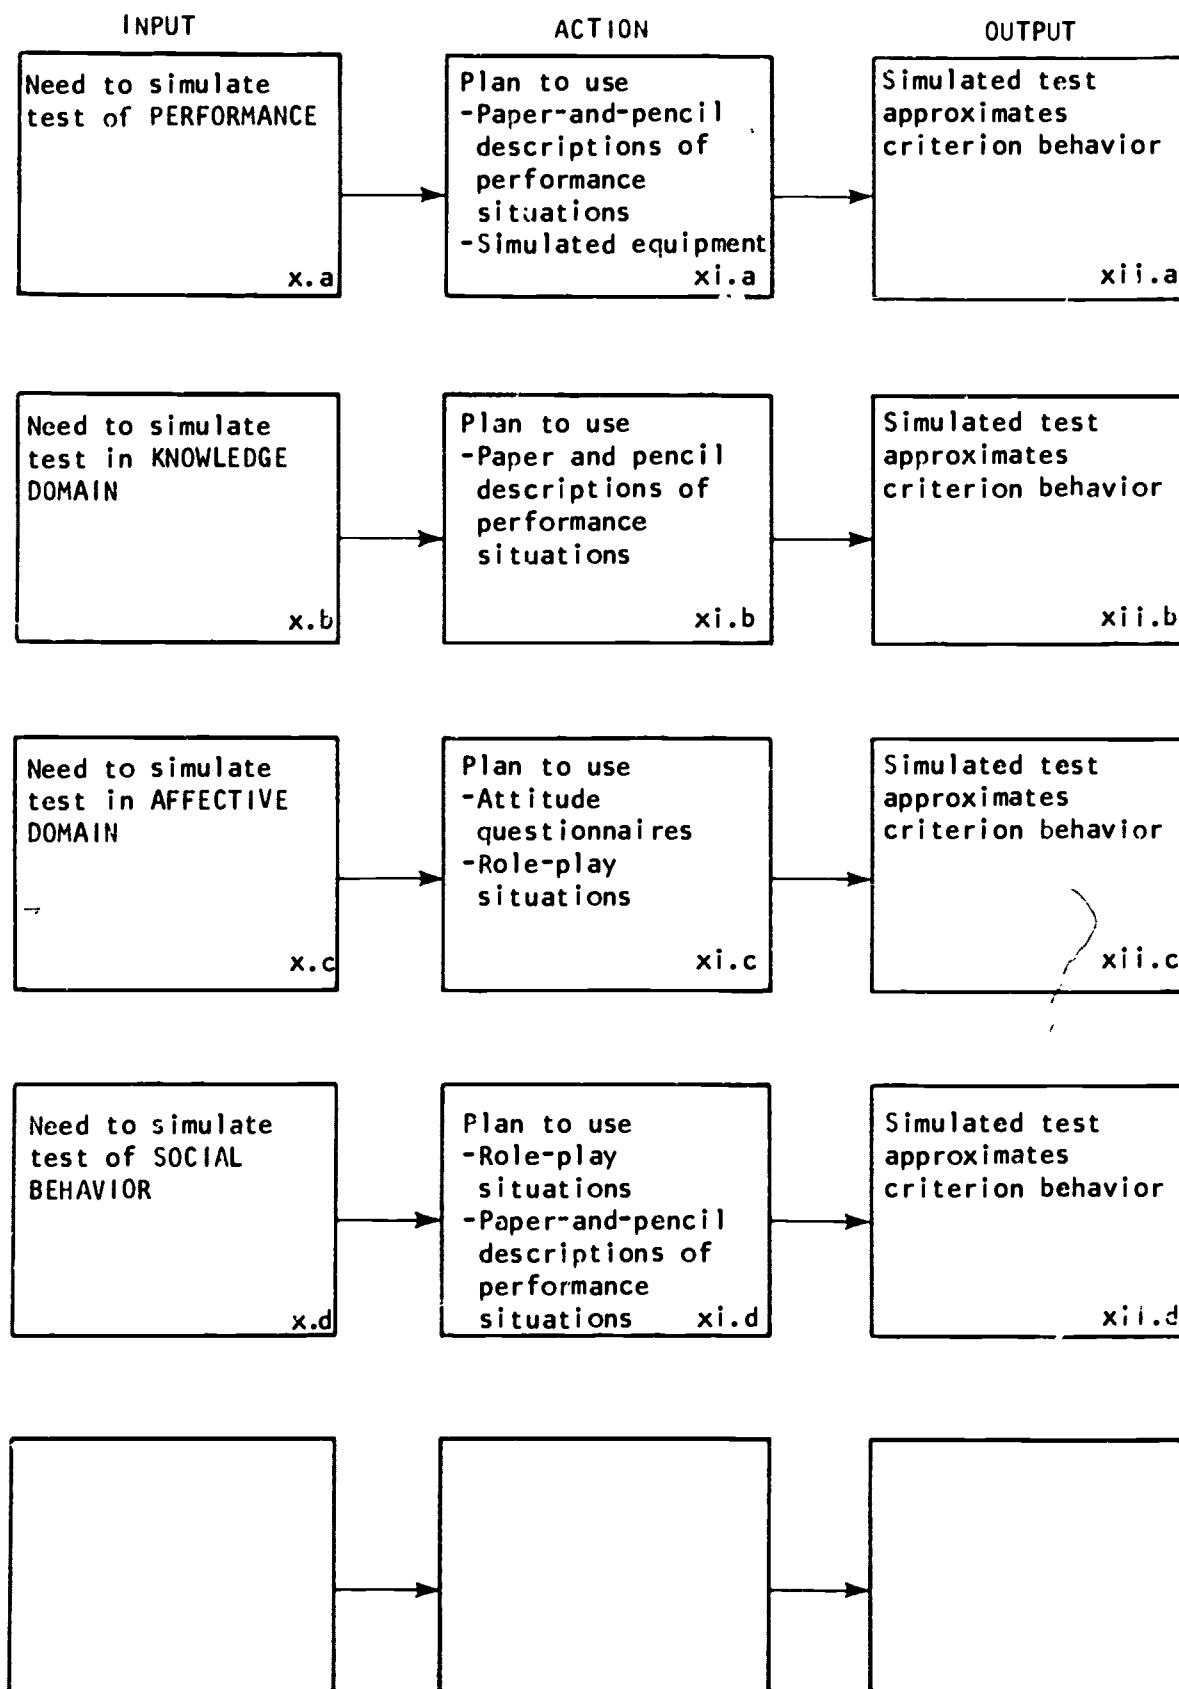 INPUT
ACTION
OUTPUT
Need to simulate
test of PERFORMANCE
x.a
Plan to use
-Paper-and-pencil
descriptions of
performance
situations
-Simulated equipment
xi.a
Simulated test
approximates
criterion behavior
xii.a
Need to simulate
test in KNOWLEDGE
DOMAIN
x.b
Plan to use
-Paper and pencil
descriptions of
performance
situations
xi.b
Simulated test
approximates
criterion behavior
xii.b
Need to simulate
test in AFFECTIVE
DOMAIN
x.c
Plan to use
-Attitude
questionnaires
-Role-play
situations
xi.c
Simulated test
approximates
criterion behavior
xii.c
Need to simulate
test of SOCIAL
BEHAVIOR
x.d
Plan to use
-Role-play
situations
-Paper-and-pencil
descriptions of
performance
situations xi.d
Simulated test
approximates
criterion behavior
xii.d